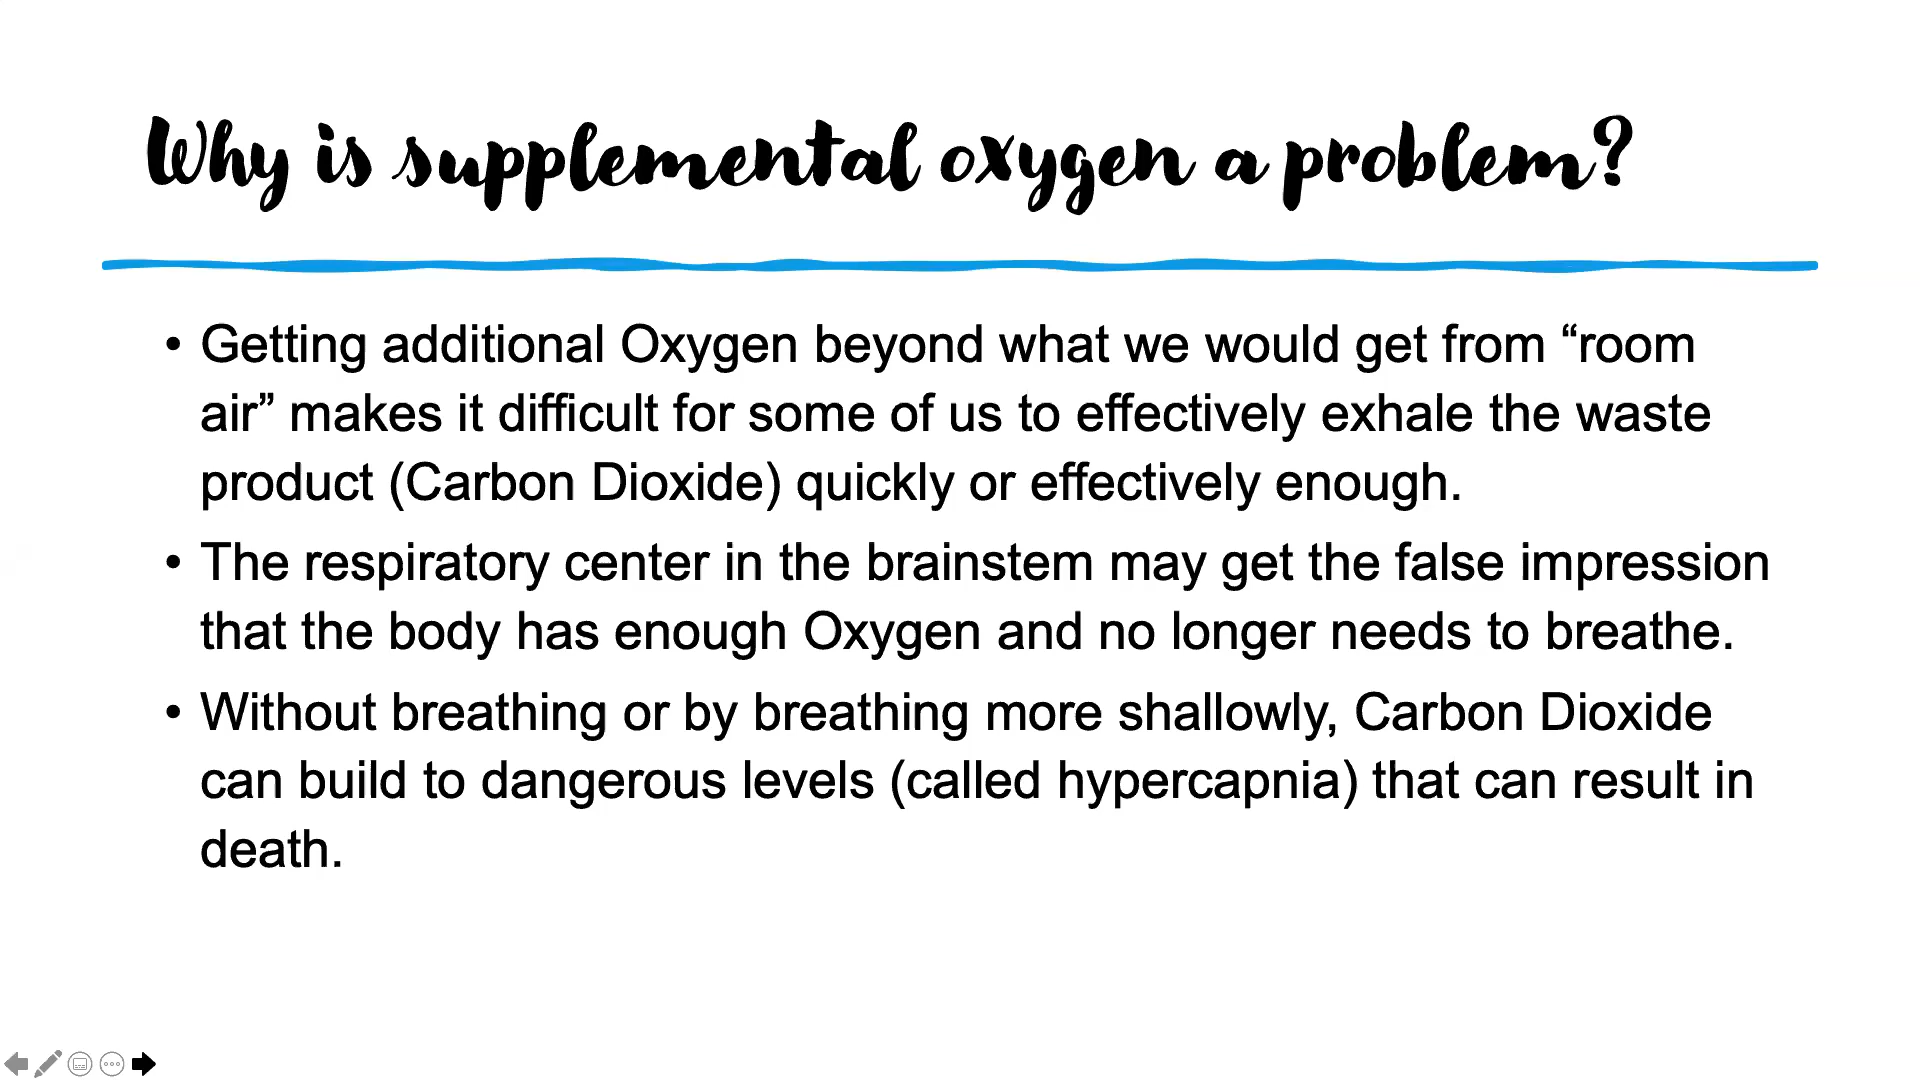 Why is supplemental oxygen a problem?
• Getting additional Oxygen beyond what we would get from “room
air” makes it difficult for some of us to effectively exhale the waste
product (Carbon Dioxide) quickly or effectively enough.
• The respiratory center in the brainstem may get the false impression
that the body has enough Oxygen and no longer needs to breathe.
• Without breathing or by breathing more shallowly, Carbon Dioxide
can build to dangerous levels (called hypercapnia) that can result in
death.